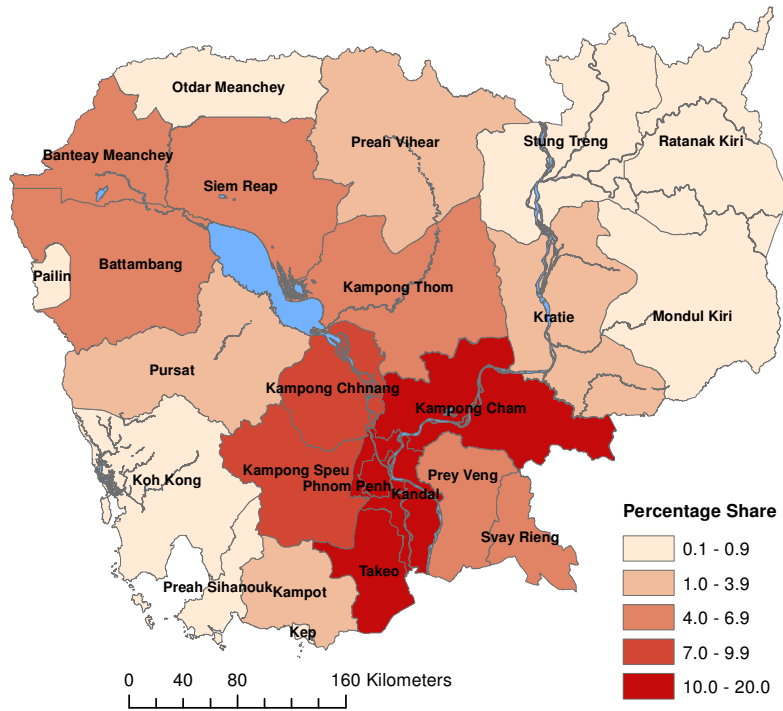 Otdar Meanchey
Stung Treng
Ratanak Kiri
Preah Vihear
Banteay Meanchey
Siem Reap
Battambang
Pailin
Kampong Thom
Kratie
Mondul Kiri
Pursat
Kampong Chhnang
Kampong Cham
Koh Kong
Kampong Speu
Prey Veng
Phnom Penh
Kandal
Svay Rieng
Takeo
Preah Sihanouk
Kampot
Kep
Percentage Share
0.1 - 0.9
1.0 - 3.9
4.0 - 6.9
7.0 - 9.9
10.0 - 20.0
0 40 80 160 Kilometers